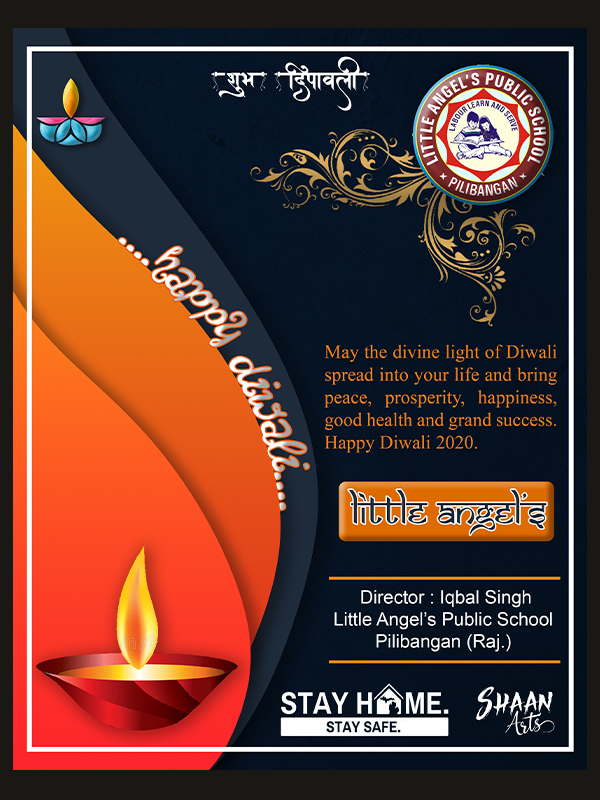 शुभ दिपावली
LITTLE ANGEL'S PUBLIC SCHOOL
LABOUR LEARN AND SERVE
* PILIBANGAN *
....happy diwali....
May the divine light of Diwali
spread into your life and bring
peace, prosperity, happiness,
good health and grand success.
Happy Diwali 2020.
little angel's
Director : Iqbal Singh
Little Angel's Public School
Pilibangan (Raj.)
STAY HOME.
STAY SAFE.
SHAAN
Arts